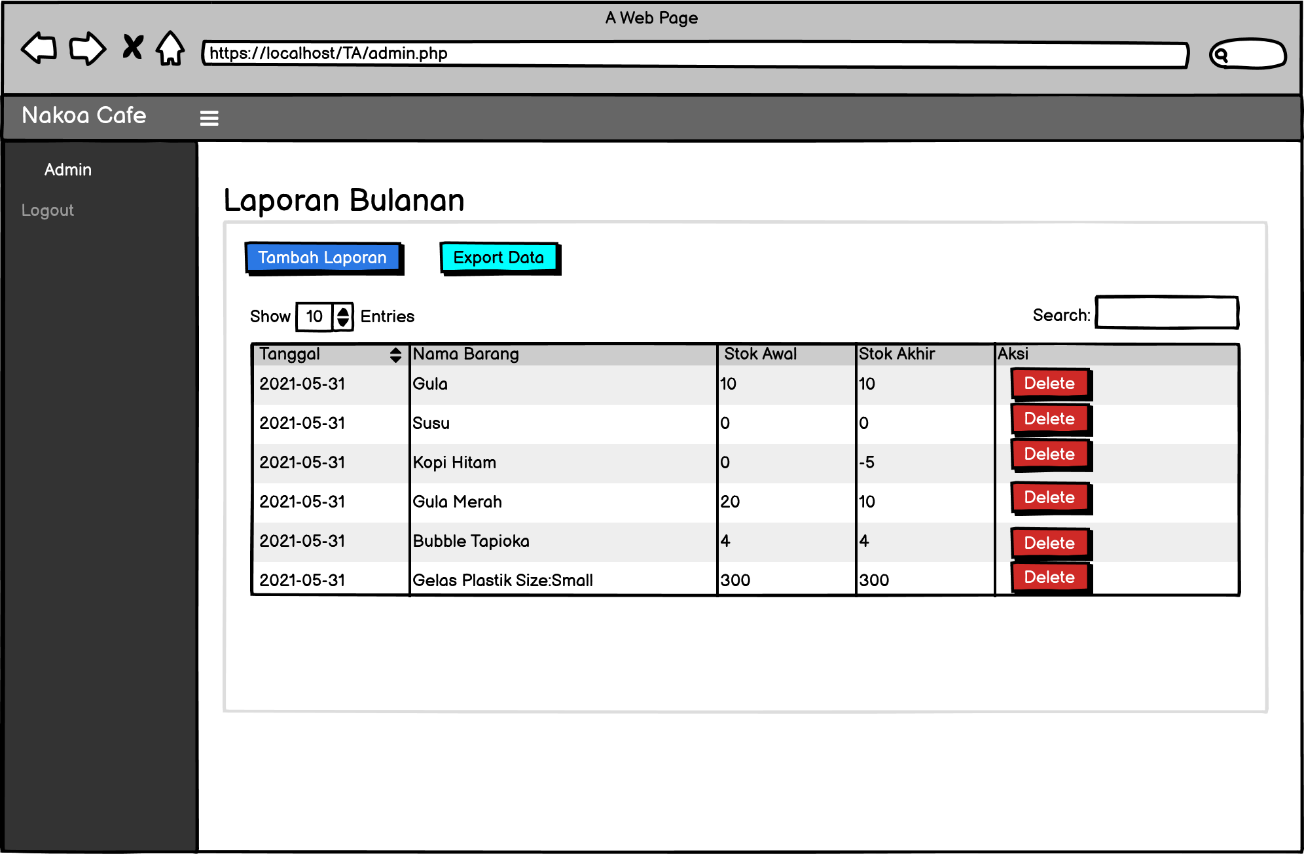 A Web Page
https://localhost/TA/admin.php
Nakoa Cafe
Admin
Logout
Laporan Bulanan
Tambah Laporan Export Data
Show 10 Entries Search:
Tanggal Nama Barang Stok Awal Stok Akhir Aksi
2021-05-31 Gula 10 10 Delete
2021-05-31 Susu 0 0 Delete
2021-05-31 Kopi Hitam 0 -5 Delete
2021-05-31 Gula Merah 20 10 Delete
2021-05-31 Bubble Tapioka 4 4 Delete
2021-05-31 Gelas Plastik Size:Small 300 300 Delete